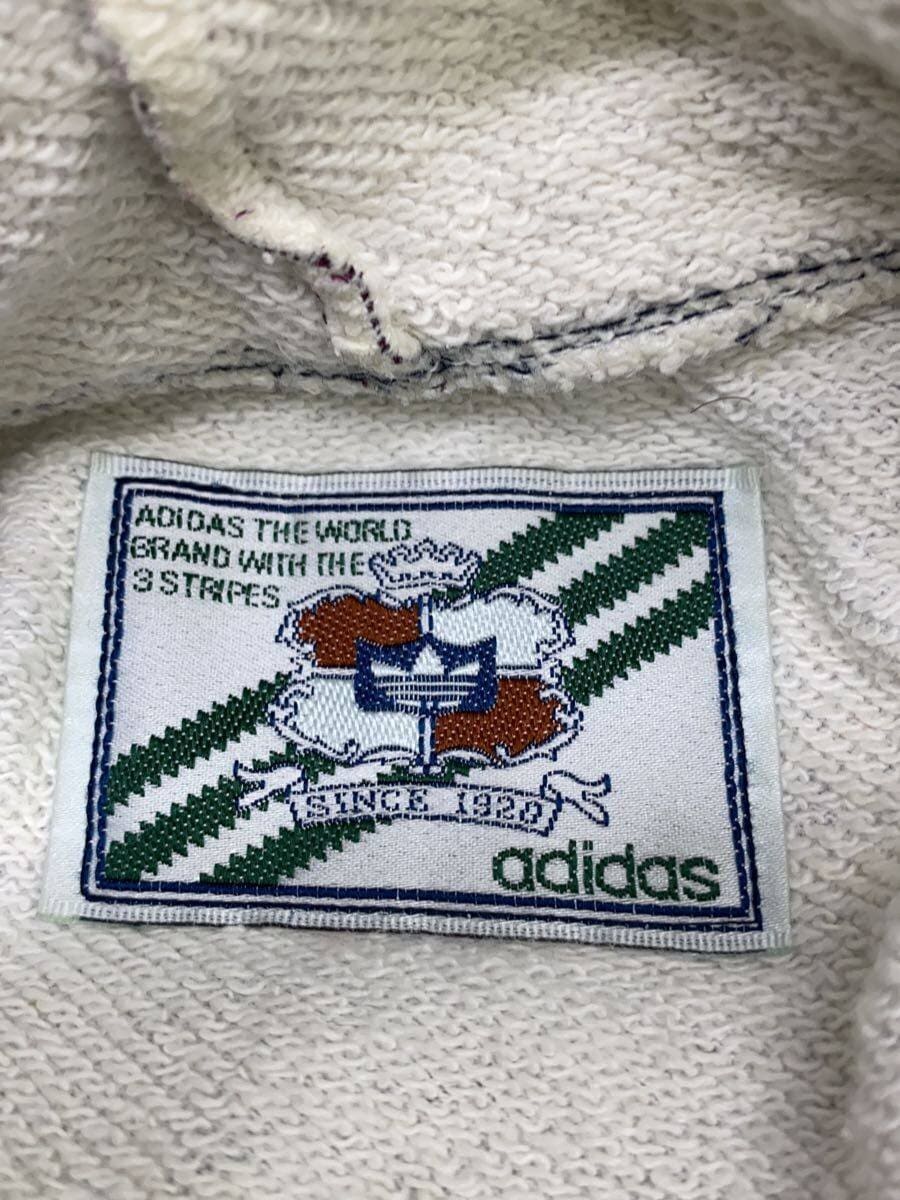 ADIDAS THE WORLD
BRAND WITH THE
3 STRIPES
SINCE 1920
adidas